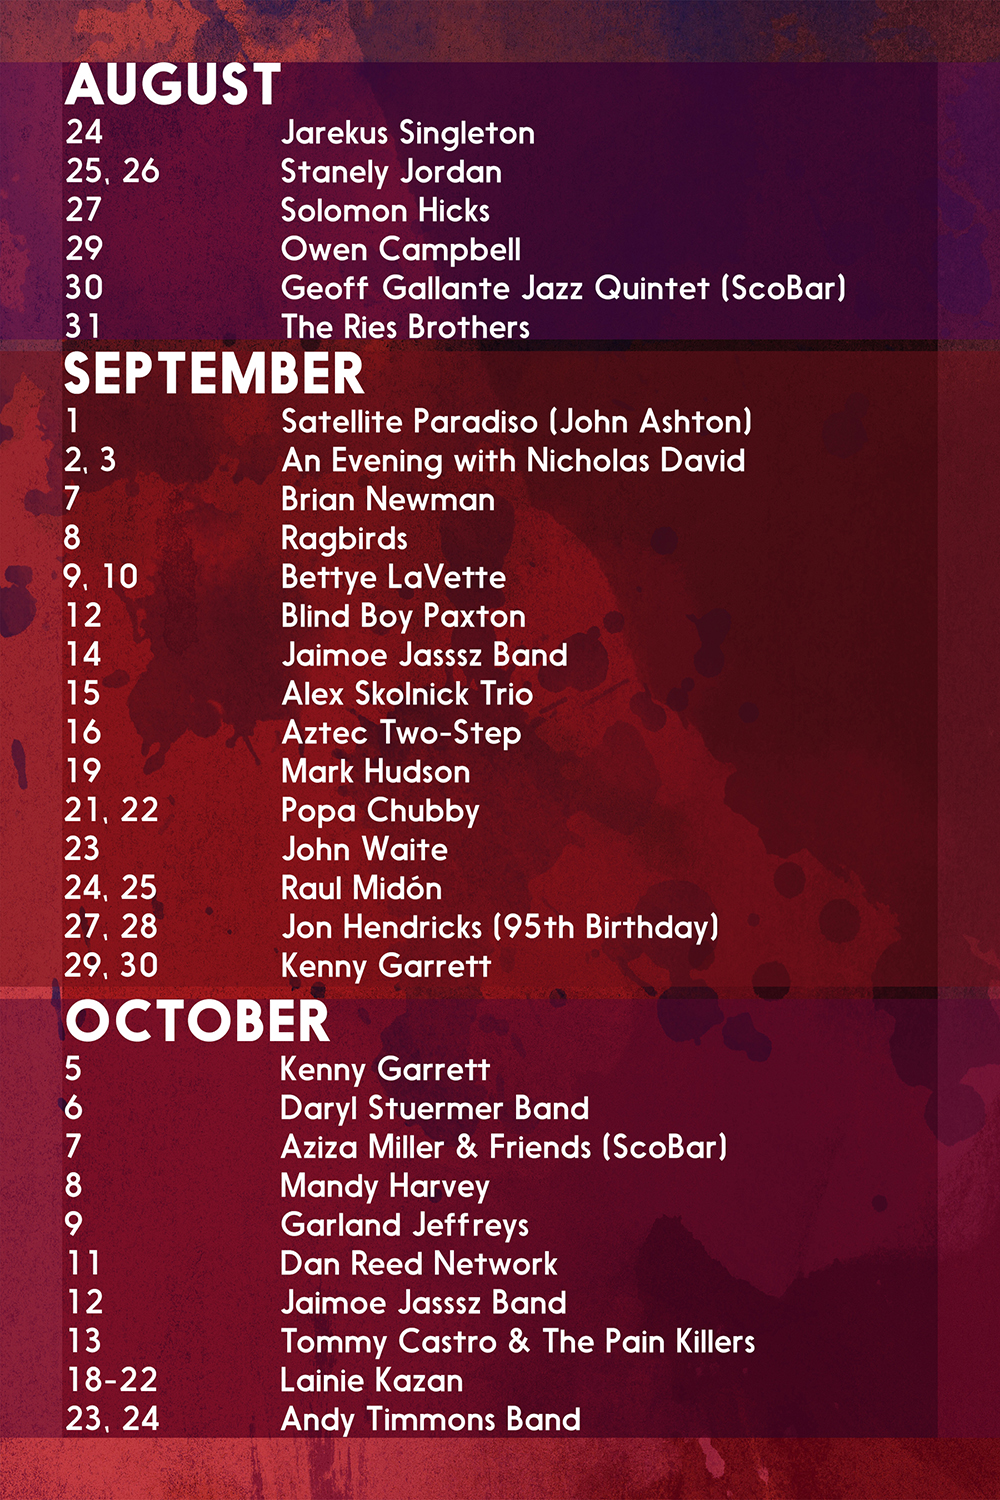 AUGUST
24 Jarekus Singleton
25, 26 Stanely Jordan
27 Solomon Hicks
29 Owen Campbell
30 Geoff Gallante Jazz Quintet (ScoBar)
31 The Ries Brothers
SEPTEMBER
1 Satellite Paradiso (John Ashton)
2, 3 An Evening with Nicholas David
7 Brian Newman
8 Ragbirds
9, 10 Bettye LaVette
12 Blind Boy Paxton
14 Jaimoe Jasssz Band
15 Alex Skolnick Trio
16 Aztec Two-Step
19 Mark Hudson
21, 22 Popa Chubby
23 John Waite
24, 25 Raul Midón
27, 28 Jon Hendricks (95th Birthday)
29, 30 Kenny Garrett
OCTOBER
5 Kenny Garrett
6 Daryl Stuermer Band
7 Aziza Miller & Friends (ScoBar)
8 Mandy Harvey
9 Garland Jeffreys
11 Dan Reed Network
12 Jaimoe Jasssz Band
13 Tommy Castro & The Pain Killers
18-22 Lainie Kazan
23, 24 Andy Timmons Band